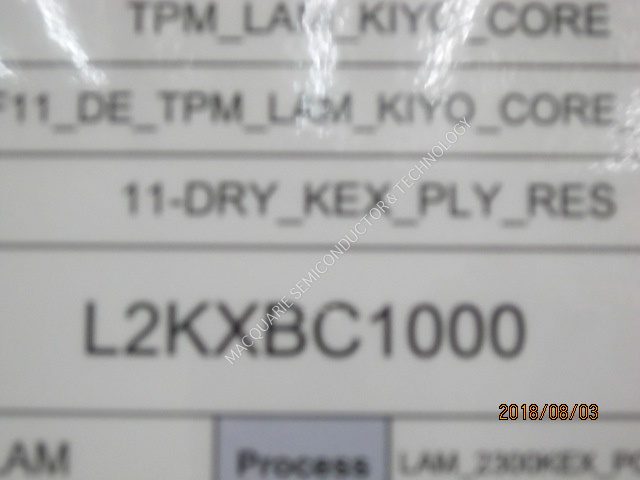 TPM_LAM_KIYO_CORE
F11_DE_TPM_LAM_KIYO_CORE
11-DRY_KEX_PLY_RES
MACQUARIE SEMICONDUCTOR & TECHNOLOGY
L2KXBC1000
2018/08/03
LAM Process LAM_2300KEX_PO